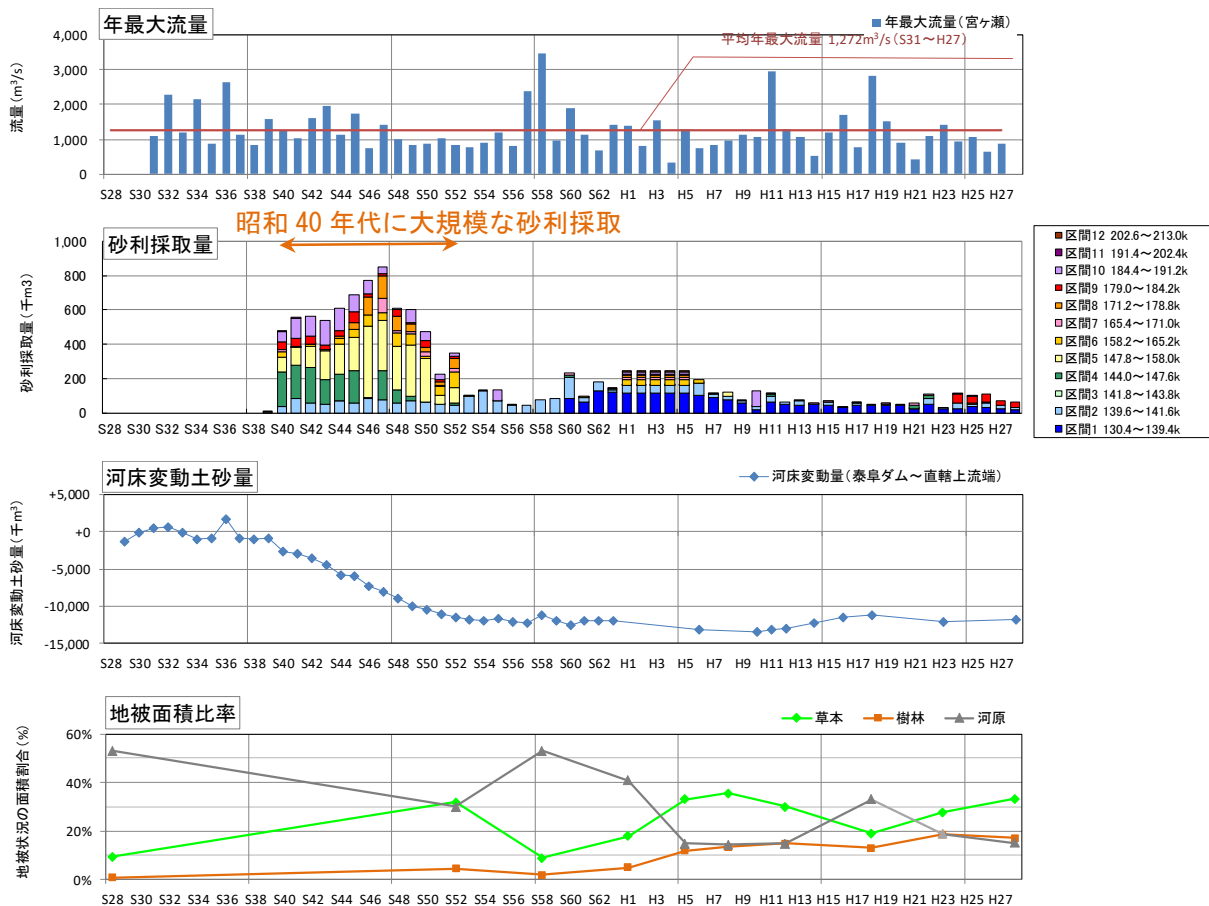 年最大流量
年最大流量(宮ヶ瀬)
平均年最大流量 1,272m³/s(S31～H27)
流量(m³/s)
4,000
3,000
2,000
1,000
0
S28 S30 S32 S34 S36 S38 S40 S42 S44 S46 S48 S50 S52 S54 S56 S58 S60 S62 H1 H3 H5 H7 H9 H11 H13 H15 H17 H19 H21 H23 H25 H27
昭和 40 年代に大規模な砂利採取
砂利採取量
砂利採取量(千m3)
1,000
800
600
400
200
0
S28 S30 S32 S34 S36 S38 S40 S42 S44 S46 S48 S50 S52 S54 S56 S58 S60 S62 H1 H3 H5 H7 H9 H11 H13 H15 H17 H19 H21 H23 H25 H27
区間12 202.6～213.0k
区間11 191.4～202.4k
区間10 184.4～191.2k
区間9 179.0～184.2k
区間8 171.2～178.8k
区間7 165.4～171.0k
区間6 158.2～165.2k
区間5 147.8～158.0k
区間4 144.0～147.6k
区間3 141.8～143.8k
区間2 139.6～141.6k
区間1 130.4～139.4k
河床変動土砂量
河床変動量(泰阜ダム～直轄上流端)
河床変動土砂量(千m³)
+5,000
+0
-5,000
-10,000
-15,000
S28 S30 S32 S34 S36 S38 S40 S42 S44 S46 S48 S50 S52 S54 S56 S58 S60 S62 H1 H3 H5 H7 H9 H11 H13 H15 H17 H19 H21 H23 H25 H27
地被面積比率
草本 樹林 河原
地被状況の面積割合(%)
60%
40%
20%
0%
S28 S30 S32 S34 S36 S38 S40 S42 S44 S46 S48 S50 S52 S54 S56 S58 S60 S62 H1 H3 H5 H7 H9 H11 H13 H15 H17 H19 H21 H23 H25 H27